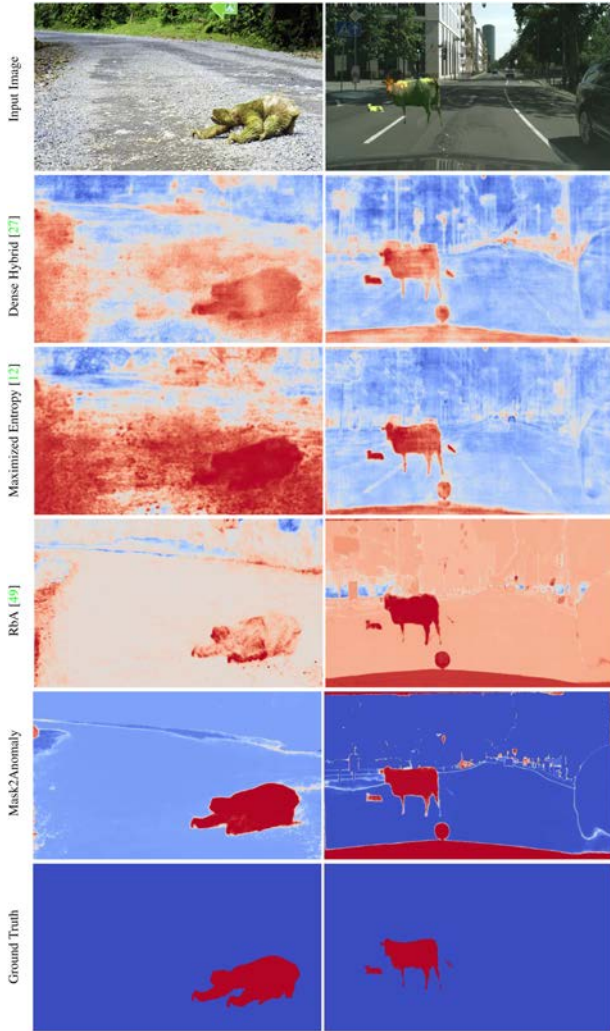 Input Image
Dense Hybrid [27]
Maximized Entropy [12]
RbA [49]
Mask2Anomaly
Ground Truth